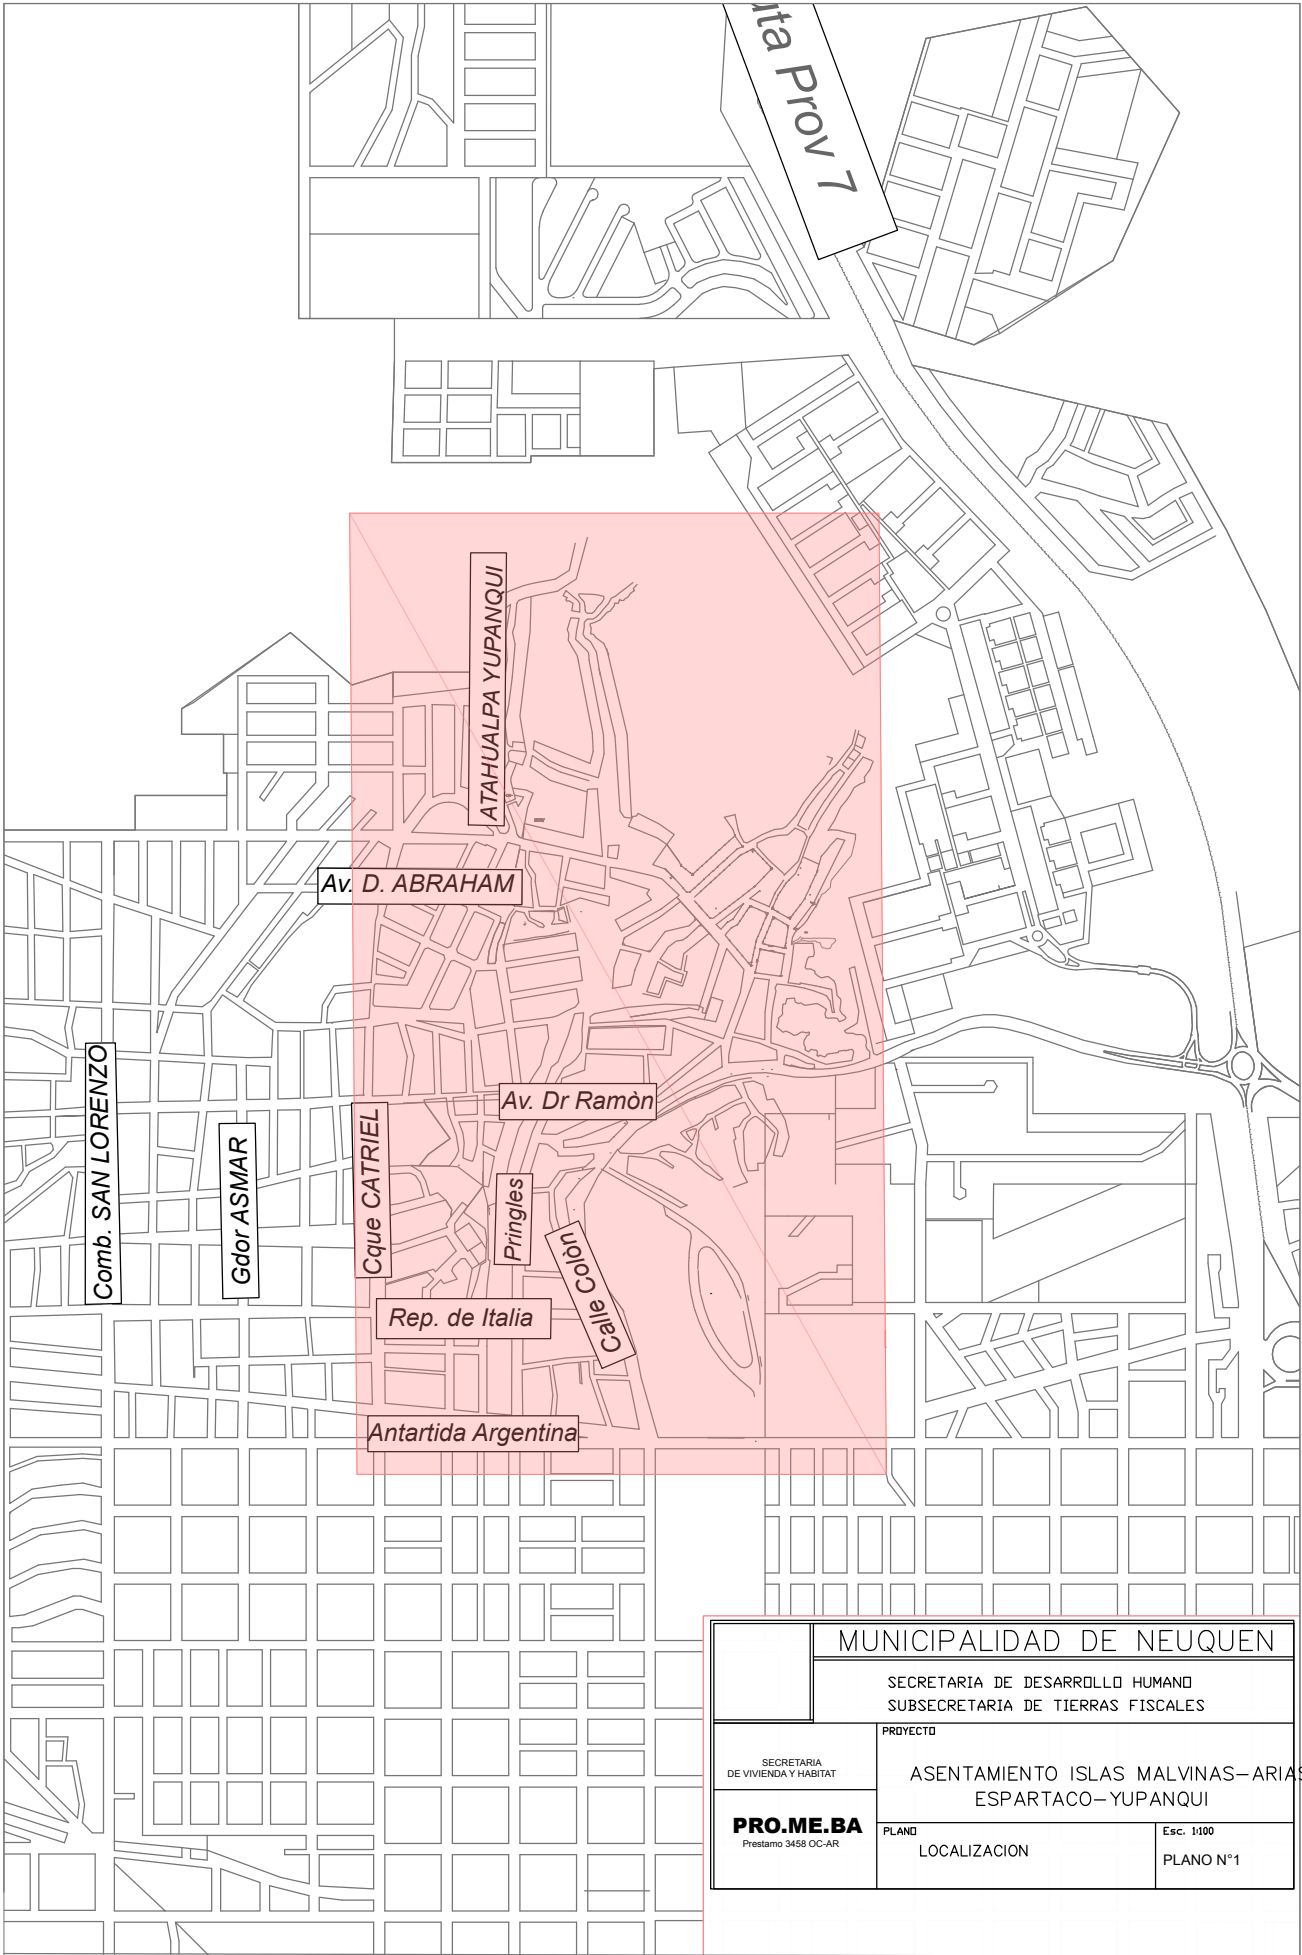 uta Prov 7
ATAHUALPA YUPANQUI
Av. D. ABRAHAM
Comb. SAN LORENZO
Gdor ASMAR
Cque CATRIEL
Av. Dr Ramòn
Pringles
Calle Colòn
Rep. de Italia
Antartida Argentina
MUNICIPALIDAD DE NEUQUEN
SECRETARIA DE DESARROLLO HUMANO
SUBSECRETARIA DE TIERRAS FISCALES
PROYECTO
SECRETARIA
DE VIVIENDA Y HABITAT
ASENTAMIENTO ISLAS MALVINAS-ARIAS
ESPARTACO-YUPANQUI
PRO.ME.BA
Prestamo 3458 OC-AR
PLANO
LOCALIZACION
Esc. 1:100
PLANO N°1